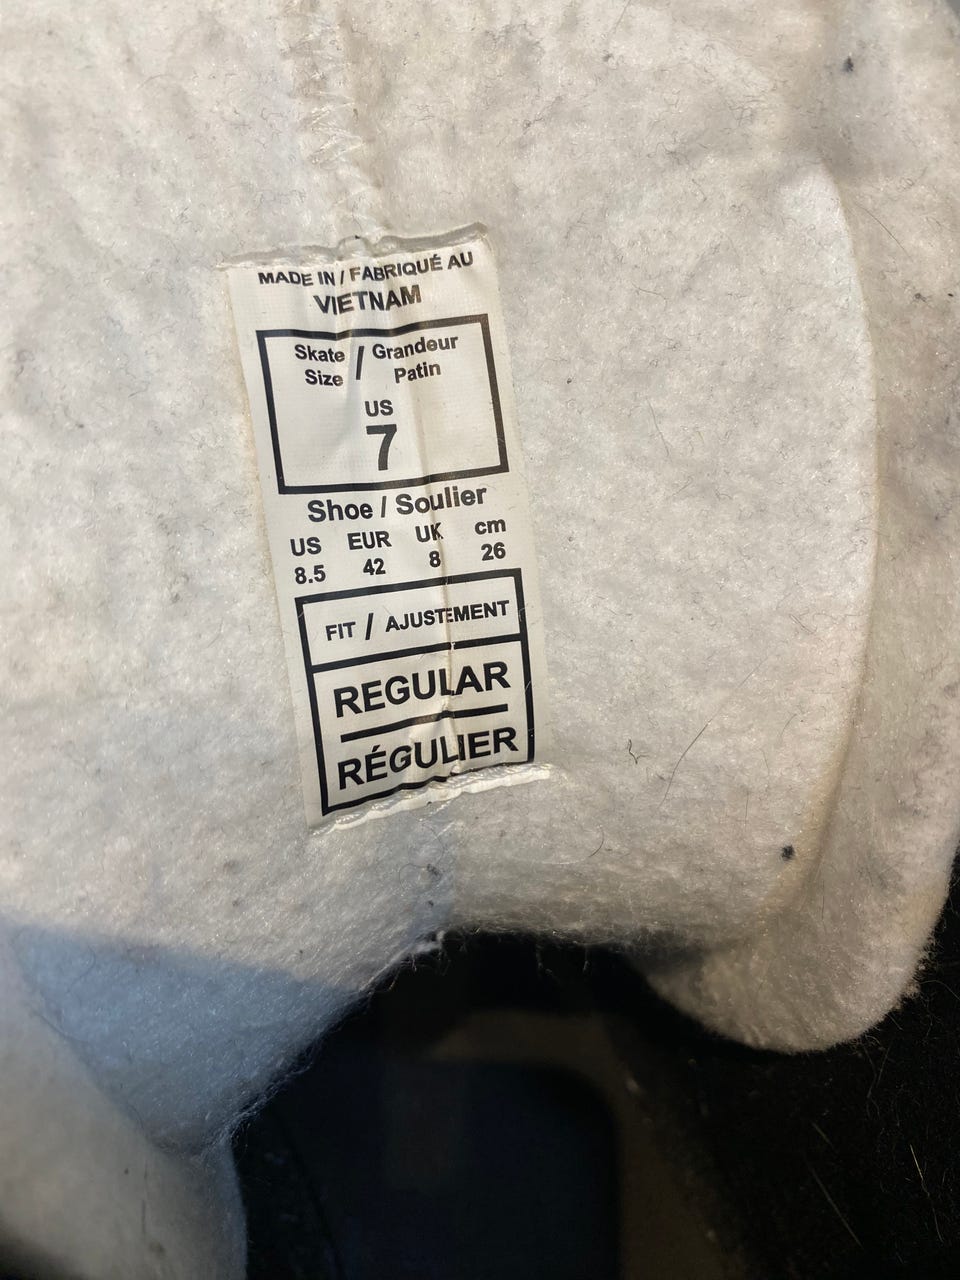 MADE IN / FABRIQUÉ AU
VIETNAM
Skate / Grandeur
Size Patin
US
7
Shoe / Soulier
US EUR UK cm
8.5 42 8 26
FIT / AJUSTEMENT
REGULAR
RÉGULIER